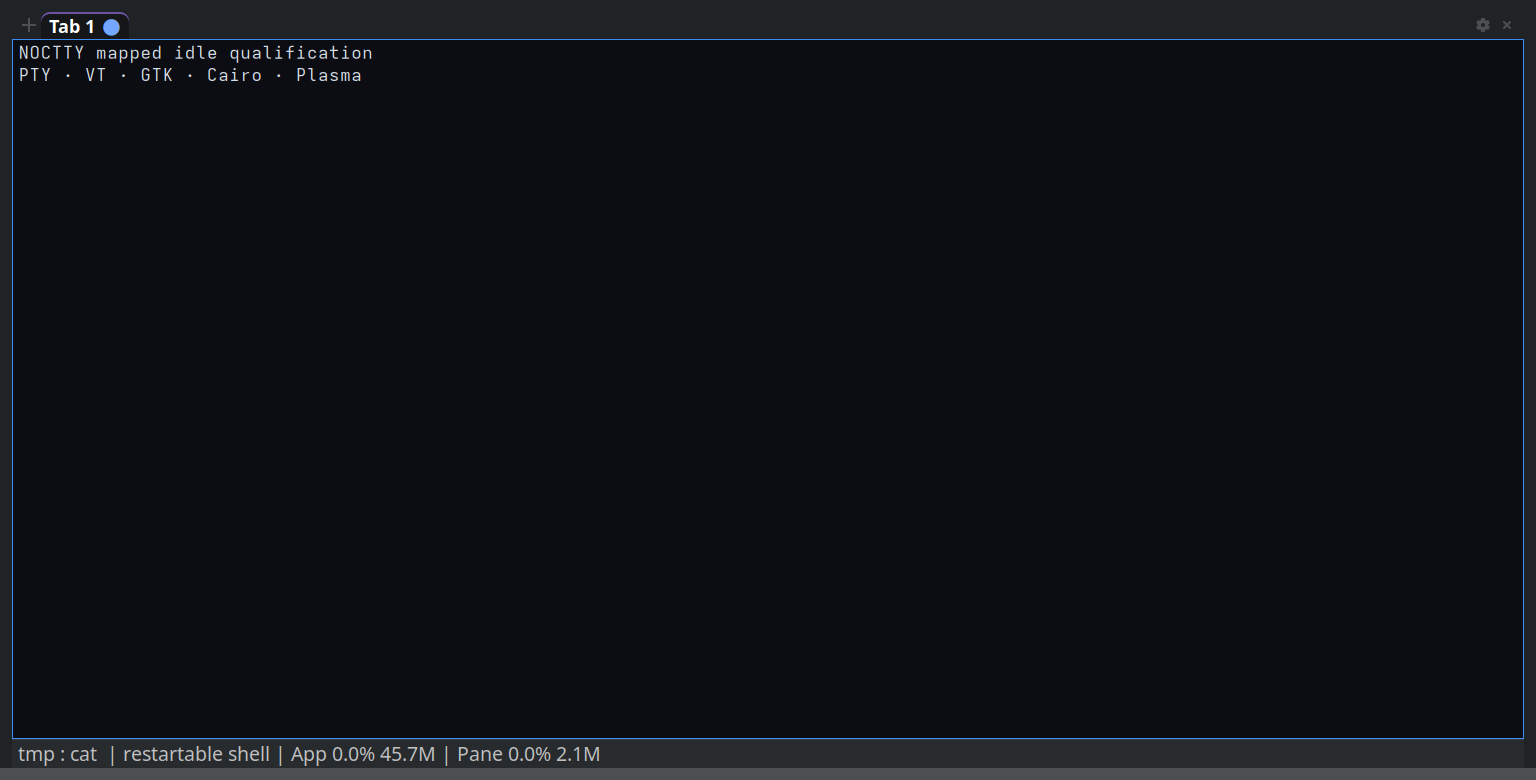 Tab 1
NOCTTY mapped idle qualification
PTY · VT · GTK · Cairo · Plasma
tmp : cat | restartable shell | App 0.0% 45.7M | Pane 0.0% 2.1M